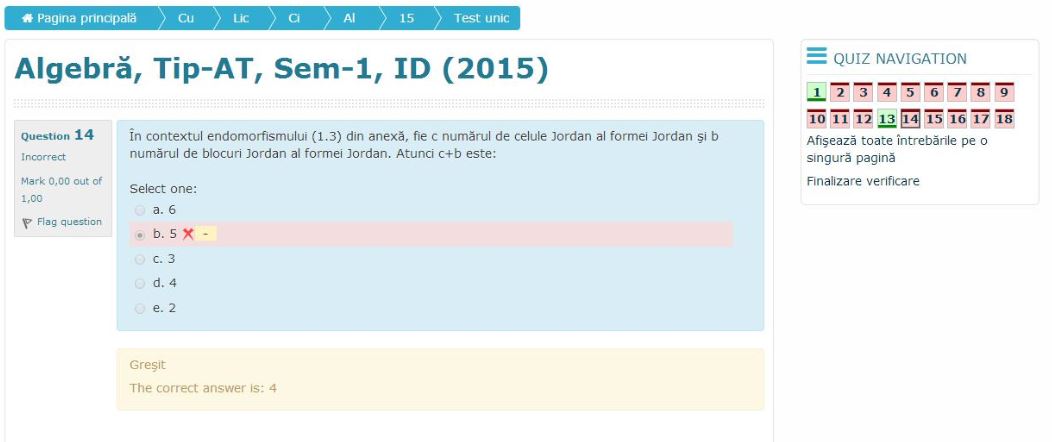 Pagina principală Cu Lic Ci Al 15 Test unic
Algebră, Tip-AT, Sem-1, ID (2015)
QUIZ NAVIGATION
1 2 3 4 5 6 7 8 9
10 11 12 13 14 15 16 17 18
Afişează toate întrebările pe o
singură pagină
Finalizare verificare
Question 14
Incorrect
Mark 0,00 out of
1,00
Flag question
În contextul endomorfismului (1.3) din anexă, fie c numărul de celule Jordan al formei Jordan şi b
numărul de blocuri Jordan al formei Jordan. Atunci c+b este:
Select one:
a. 6
b. 5 -
c. 3
d. 4
e. 2
Greşit
The correct answer is: 4